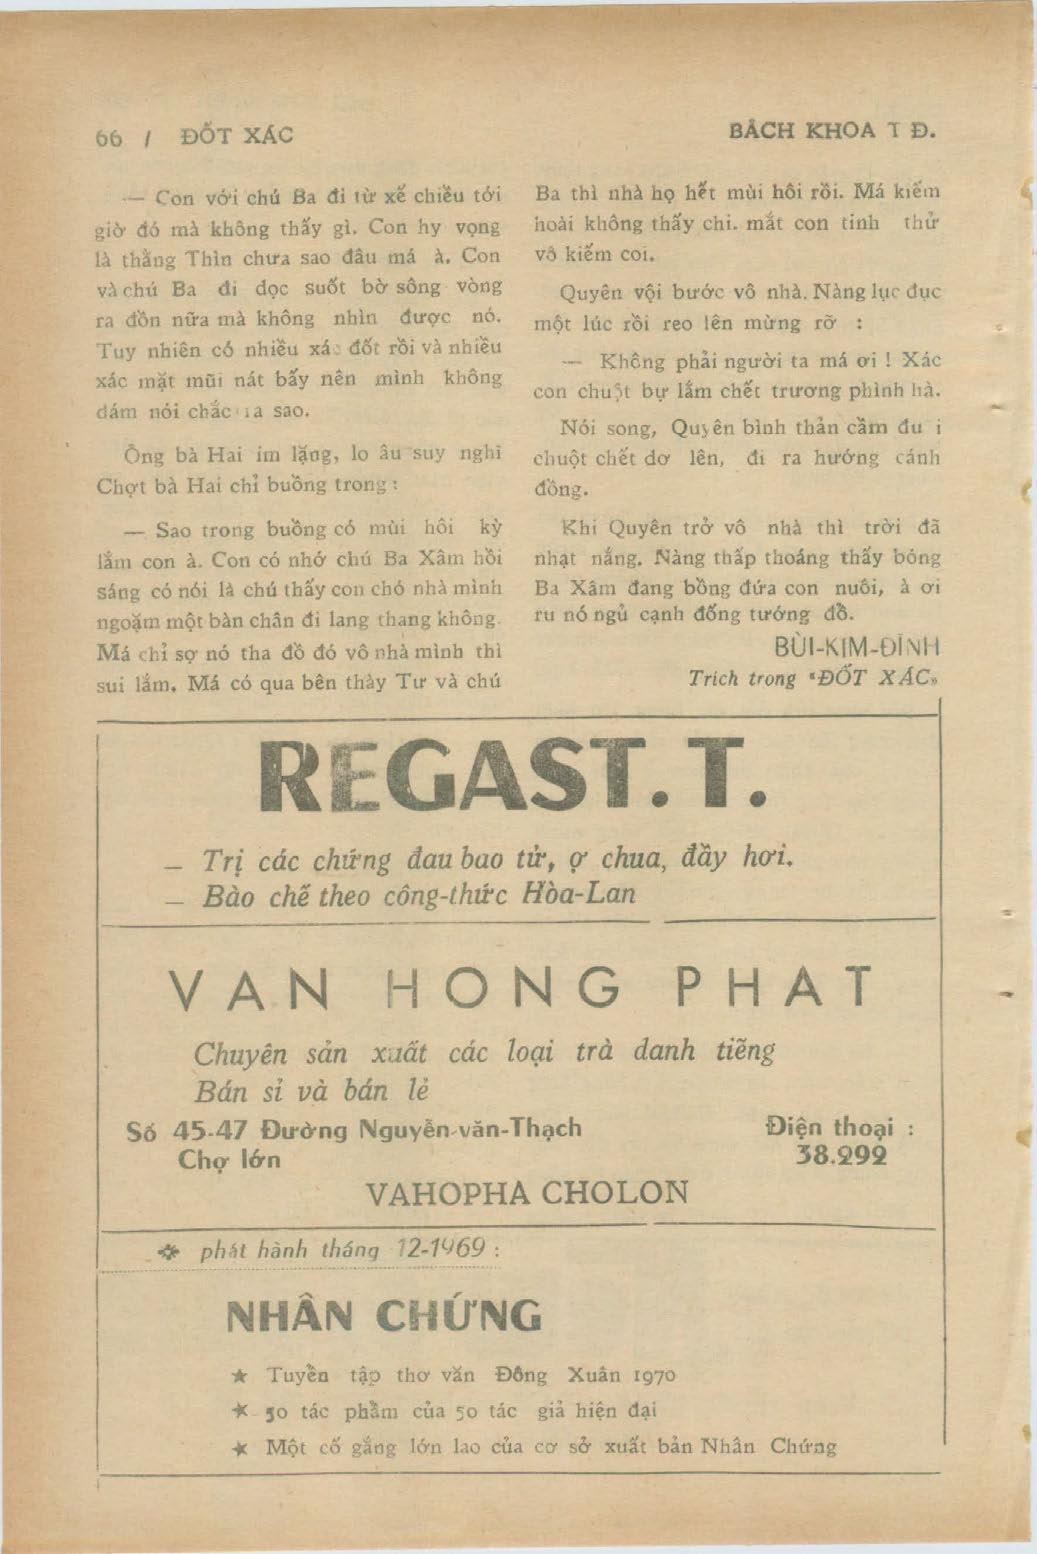 66 / ĐỐT XÁC
BÁCH KHOA T Đ.
— Con với chú Ba đi từ xế chiều tới
giờ đó mà không thấy gì. Con hy vọng
là thằng Thìn chưa sao đâu má à. Con
và chú Ba đi dọc suốt bờ sông vòng
ra đồn nữa mà không nhìn được nó.
Tuy nhiên có nhiều xác đốt rồi và nhiều
xác mặt mũi nát bấy nên mình không
dám nói chắc ra sao.
Ông bà Hai im lặng, lo âu suy nghĩ
Chợt bà Hai chỉ buồng trong :
— Sao trong buồng có mùi hôi kỳ
lắm con à. Con có nhớ chú Ba Xâm hồi
sáng có nói là chú thấy con chó nhà mình
ngoặm một bàn chân đi lang thang không.
Má chỉ sợ nó tha đồ đó vô nhà mình thì
sui lắm. Má có qua bên thày Tư và chú
Ba thì nhà họ hết mùi hôi rồi. Má kiếm
hoài không thấy chi. mắt con tinh thử
vô kiếm coi.
Quyên vội bước vô nhà. Nàng lục đục
một lúc rồi reo lên mừng rỡ :
— Không phải người ta má ơi ! Xác
con chuột bự lắm chết trương phình hà.
Nói song, Quyên bình thản cầm đu i
chuột chết dơ lên, đi ra hướng cánh
đồng.
Khi Quyên trở vô nhà thì trời đã
nhạt nắng. Nàng thấp thoáng thấy bóng
Ba Xâm đang bồng đứa con nuôi, à ơi
ru nó ngủ cạnh đống tướng đồ.
BÙI-KIM-ĐÌNH
Trích trong "ĐỐT XÁC»
REGAST. T.
— Trị các chứng đau bao tử, ợ chua, đầy hơi.
— Bào chế theo công-thức Hòa-Lan
VAN HONG PHAT
Chuyên sản xuất các loại trà danh tiếng
Bán sỉ và bán lẻ
Số 45-47 Đường Nguyễn-văn-Thạch
Điện thoại :
Chợ lớn
38.292
VAHOPHA CHOLON
phát hành tháng 12-1969 :
NHÂN CHỨNG
★ Tuyển tập thơ văn Đông Xuân 1970
★ 50 tác phẩm của 50 tác giả hiện đại
★ Một cố gắng lớn lao của cơ sở xuất bản Nhân Chứng